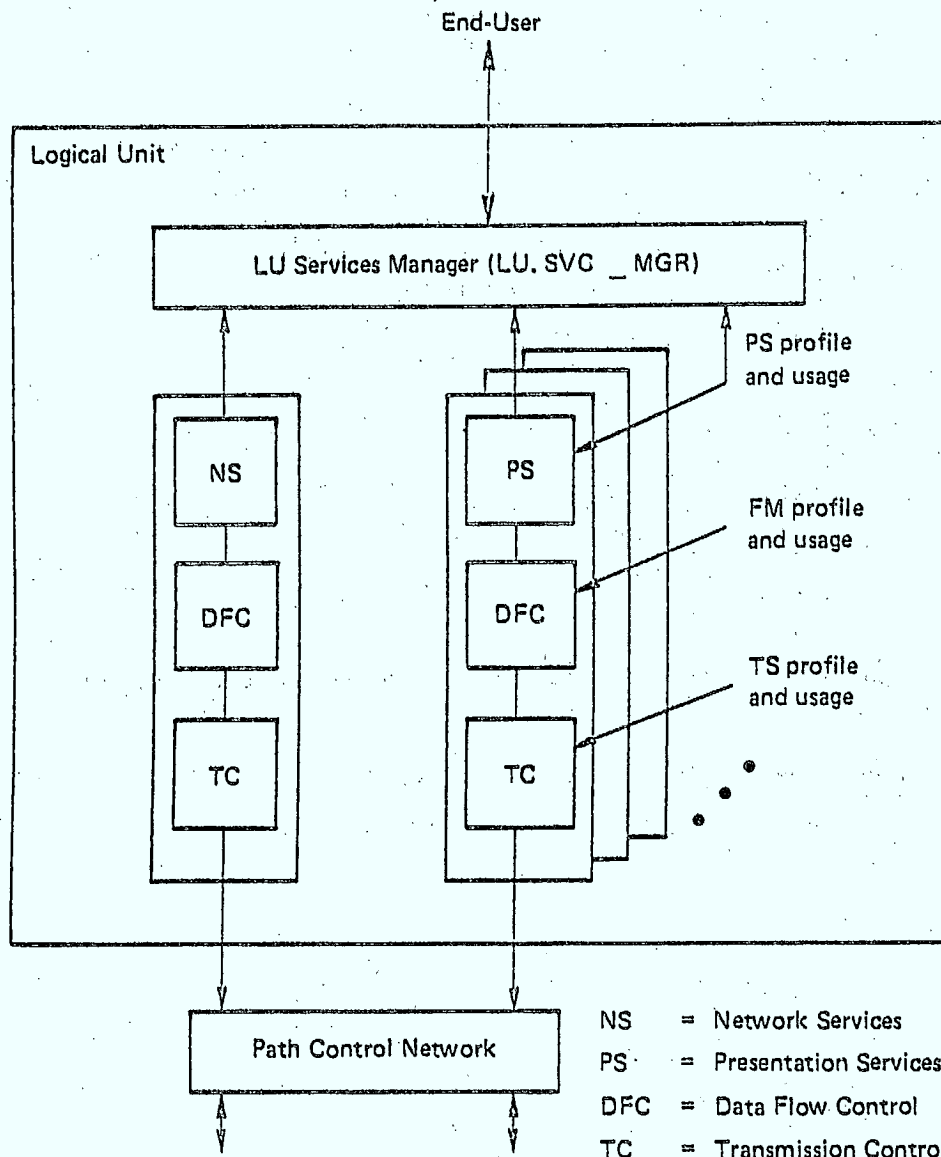 End-User
Logical Unit
LU Services Manager (LU. SVC _ MGR)
PS profile
and usage
NS
PS
FM profile
and usage
DFC
DFC
TS profile
and usage
TC
TC
Path Control Network
NS = Network Services
PS = Presentation Services
DFC = Data Flow Control
TC = Transmission Control